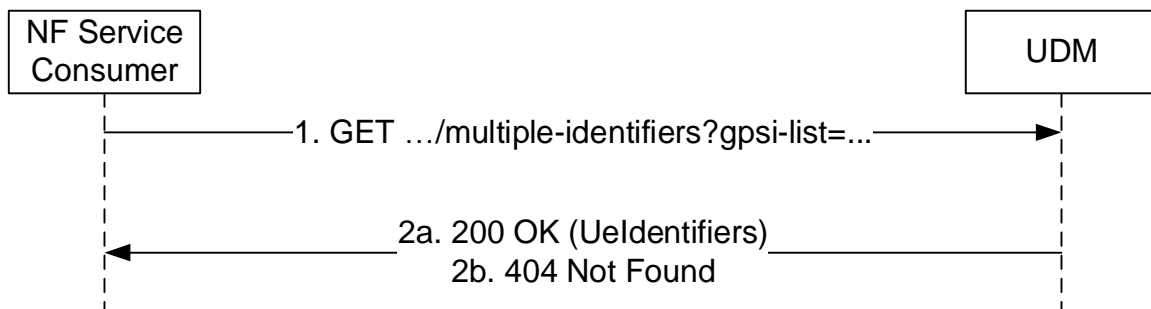 NF Service
Consumer
UDM
1. GET …/multiple-identifiers?gpsi-list=...
2a. 200 OK (UeIdentifiers)
2b. 404 Not Found